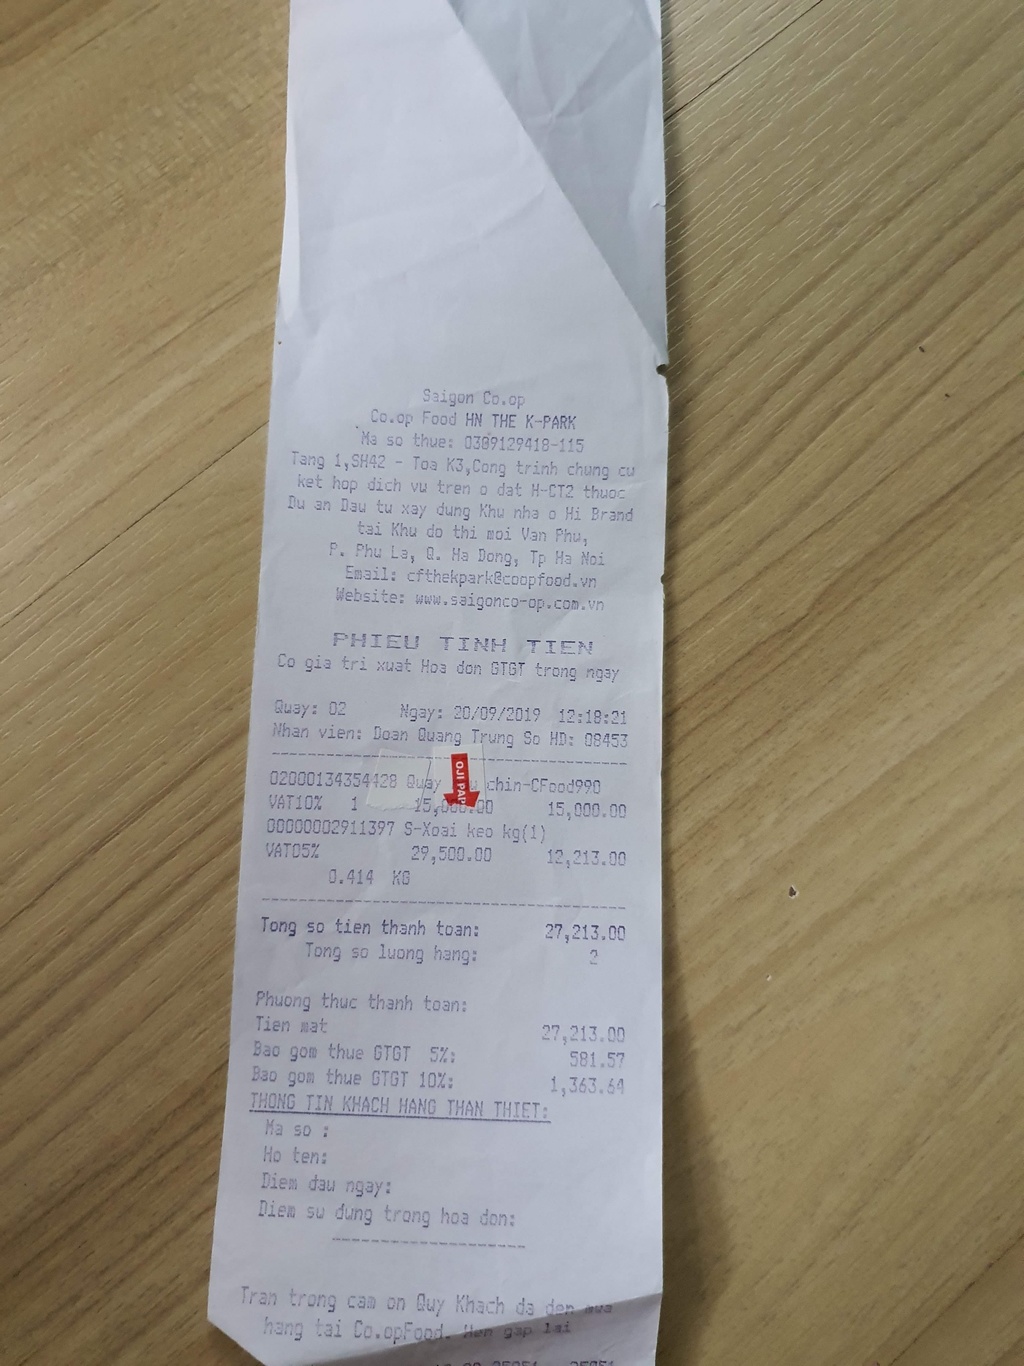 Saigon Co.op
Co.op Food HN THE K-PARK
Ma so thue: 0309129418-115
Tang 1,SH42 - Toa K3,Cong trinh chung cu
ket hop dich vu tren o dat H-CT2 thuoc
Du an Dau tu xay dung Khu nha o Hi Brand
tai Khu do thi moi Van Phu,
P. Phu La, Q. Ha Dong, Tp Ha Noi
Email: cfthekpark@coopfood.vn
Website: www.saigonco-op.com.vn
PHIEU TINH TIEN
Co gia tri xuat Hoa don GTGT trong ngay
Quay: 02 Ngay: 20/09/2019 12:18:21
Nhan vien: Doan Quang Trung So HD: 08453
02000134354428 Quay chin-CFood990
OJI PAP
VAT10% 1 15,000.00 15,000.00
00000002911397 S-Xoai keo kg(1)
VAT05% 29,500.00 12,213.00
0.414 KG
Tong so tien thanh toan: 27,213.00
Tong so luong hang: 2
Phuong thuc thanh toan:
Tien mat 27,213.00
Bao gom thue GTGT 5%: 581.57
Bao gom thue GTGT 10%: 1,363.64
THONG TIN KHACH HANG THAN THIET:
Ma so :
Ho ten:
Diem dau ngay:
Diem su dung trong hoa don:
Tran trong cam on Quy Khach da den mua
hang tai Co.opFood. Hen gap lai